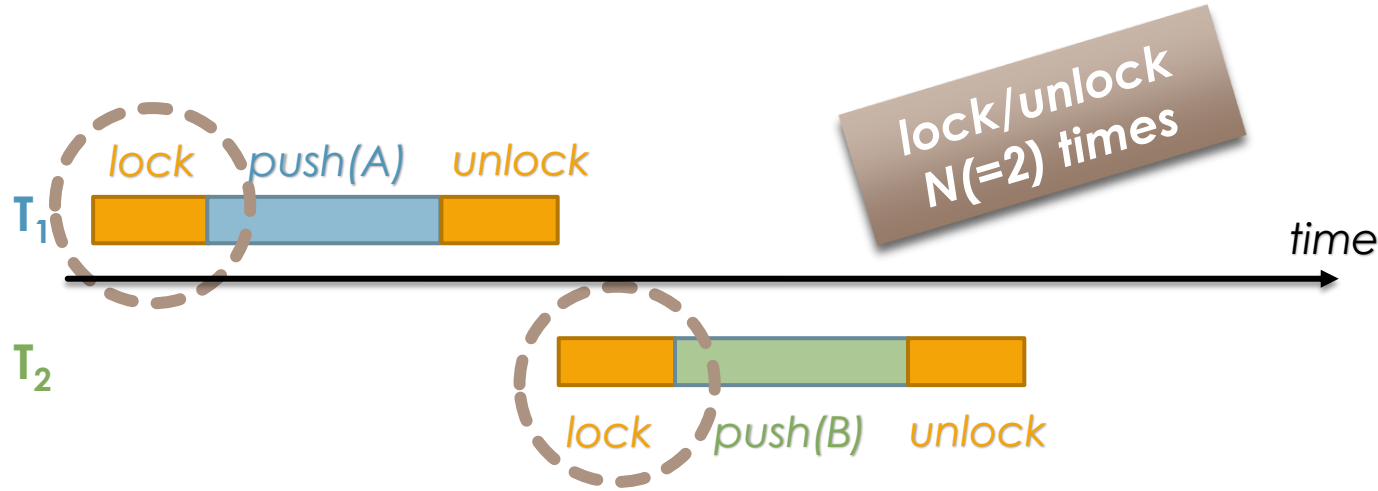 lock/unlock
N(=2) times
lock push(A) unlock
T1
time
T2
lock push(B) unlock